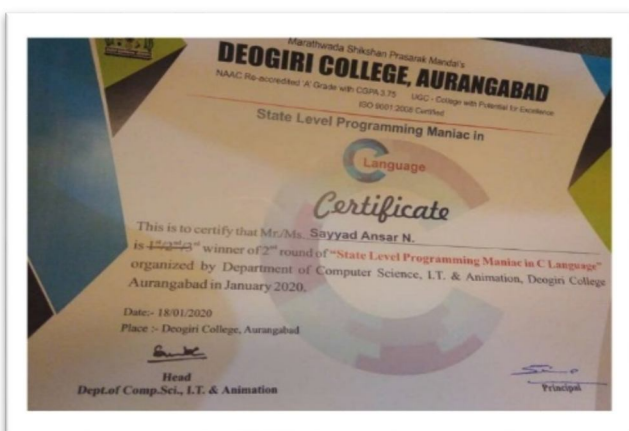 Marathwada Shikshan Prasarak Mandal's
DEOGIRI COLLEGE, AURANGABAD
NAAC Re-accredited 'A' Grade with CGPA 3.75 UGC - College with Potential for Excellence
ISO 9001:2008 Certified
State Level Programming Maniac in
C Language
Certificate
This is to certify that Mr./Ms. Sayyad Ansar N.
is 1st/2nd/3rd winner of 2nd round of "State Level Programming Maniac in C Language"
organized by Department of Computer Science, I.T. & Animation, Deogiri College
Aurangabad in January 2020.
Date:- 18/01/2020
Place :- Deogiri College, Aurangabad
Head
Dept.of Comp.Sci., I.T. & Animation
Principal